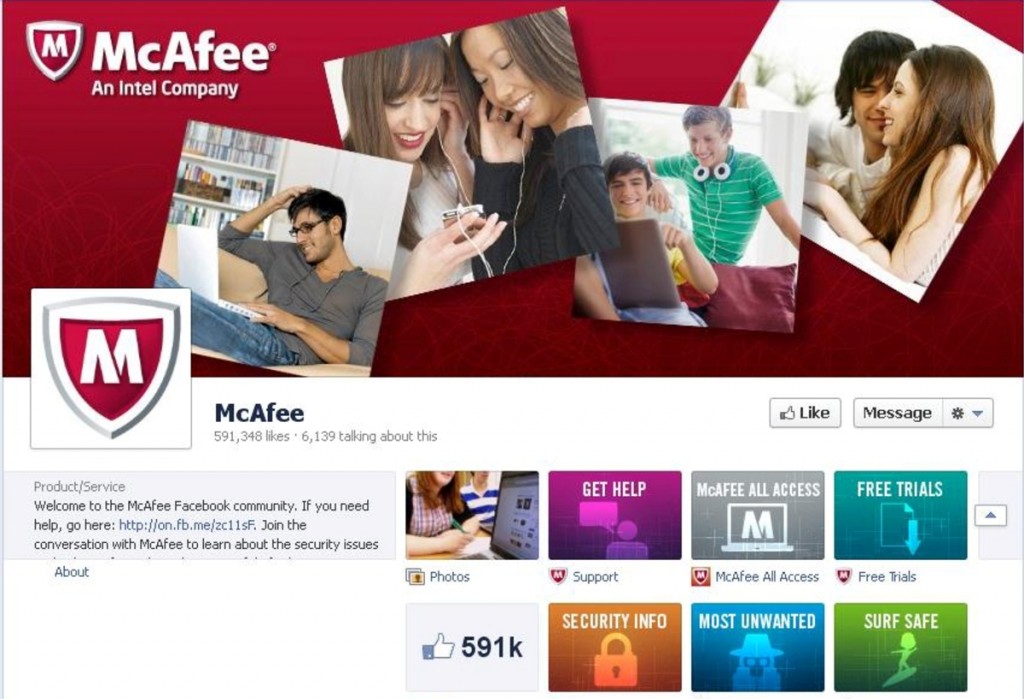 M McAfee®
An Intel Company
M
McAfee
591,348 likes · 6,139 talking about this
Like
Message
Product/Service
Welcome to the McAfee Facebook community. If you need
help, go here: http://on.fb.me/zc11sF. Join the
conversation with McAfee to learn about the security issues
About
GET HELP
McAFEE ALL ACCESS
M
FREE TRIALS
Photos
Support
McAfee All Access
Free Trials
591k
SECURITY INFO
MOST UNWANTED
SURF SAFE